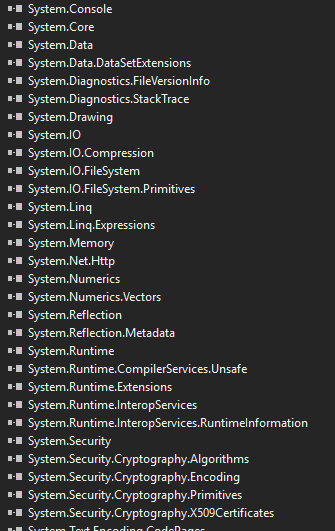 System.Console
System.Core
System.Data
System.Data.DataSetExtensions
System.Diagnostics.FileVersionInfo
System.Diagnostics.StackTrace
System.Drawing
System.IO
System.IO.Compression
System.IO.FileSystem
System.IO.FileSystem.Primitives
System.Linq
System.Linq.Expressions
System.Memory
System.Net.Http
System.Numerics
System.Numerics.Vectors
System.Reflection
System.Reflection.Metadata
System.Runtime
System.Runtime.CompilerServices.Unsafe
System.Runtime.Extensions
System.Runtime.InteropServices
System.Runtime.InteropServices.RuntimeInformation
System.Security
System.Security.Cryptography.Algorithms
System.Security.Cryptography.Encoding
System.Security.Cryptography.Primitives
System.Security.Cryptography.X509Certificates
System.Text.Encoding.CodePages